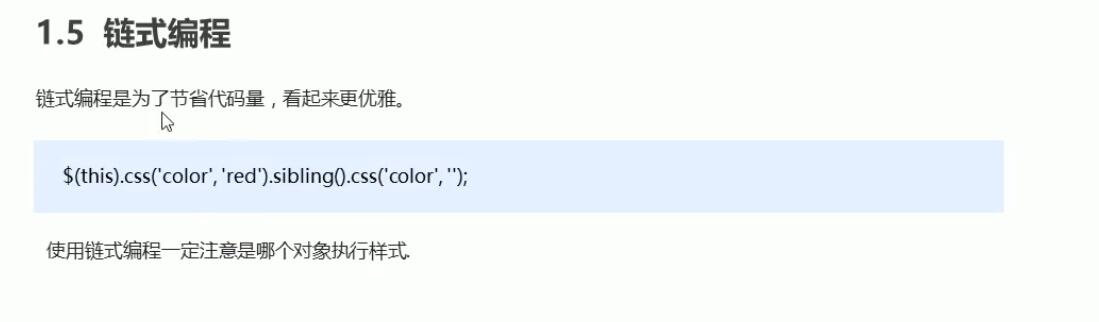 1.5 链式编程
链式编程是为了节省代码量，看起来更优雅。
$(this).css('color', 'red').sibling().css('color', '');
使用链式编程一定注意是哪个对象执行样式.